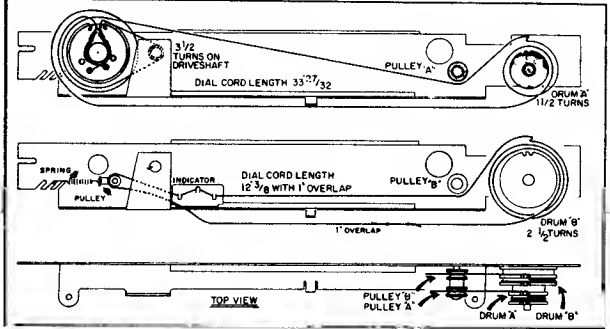 3 1/2
TURNS ON
DRIVESHAFT
DIAL CORD LENGTH 33 27/32
PULLEY "A"
DRUM "A"
1 1/2 TURNS
SPRING
PULLEY
INDICATOR
DIAL CORD LENGTH
12 3/8 WITH 1" OVERLAP
PULLEY "B"
1" OVERLAP
DRUM "B"
2 1/2 TURNS
TOP VIEW
PULLEY "B"
PULLEY "A"
DRUM "A"
DRUM "B"